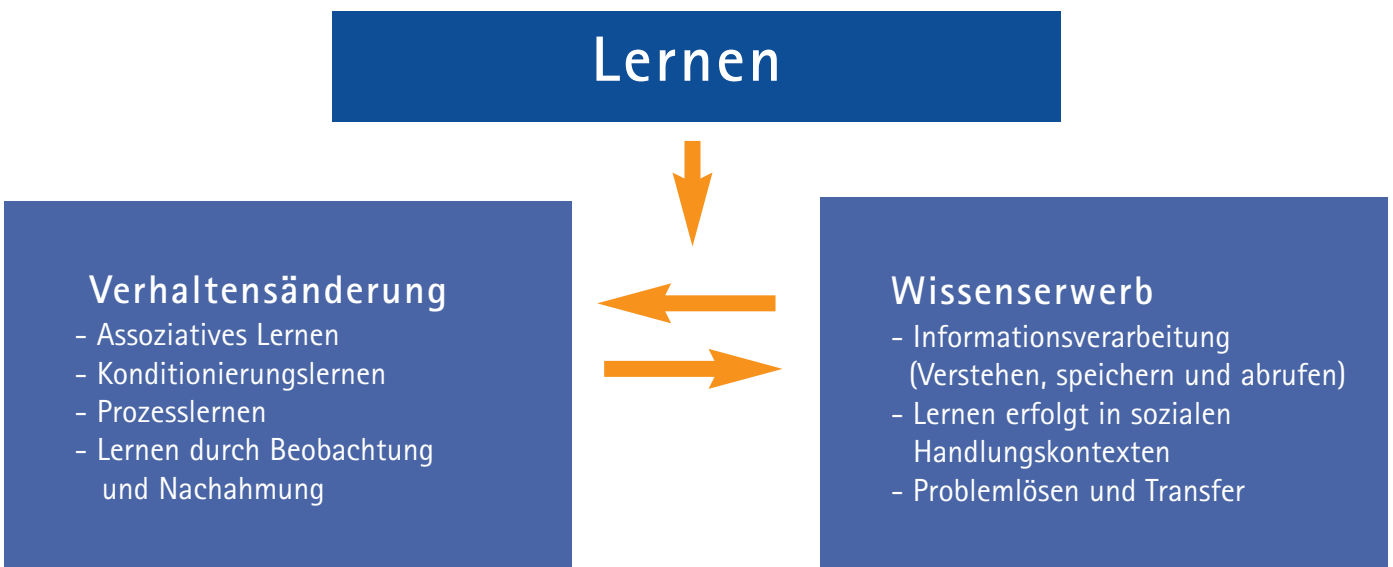 Lernen
Verhaltensänderung
- Assoziatives Lernen
- Konditionierungslernen
- Prozesslernen
- Lernen durch Beobachtung
und Nachahmung
Wissenserwerb
- Informationsverarbeitung
(Verstehen, speichern und abrufen)
- Lernen erfolgt in sozialen
Handlungskontexten
- Problemlösen und Transfer